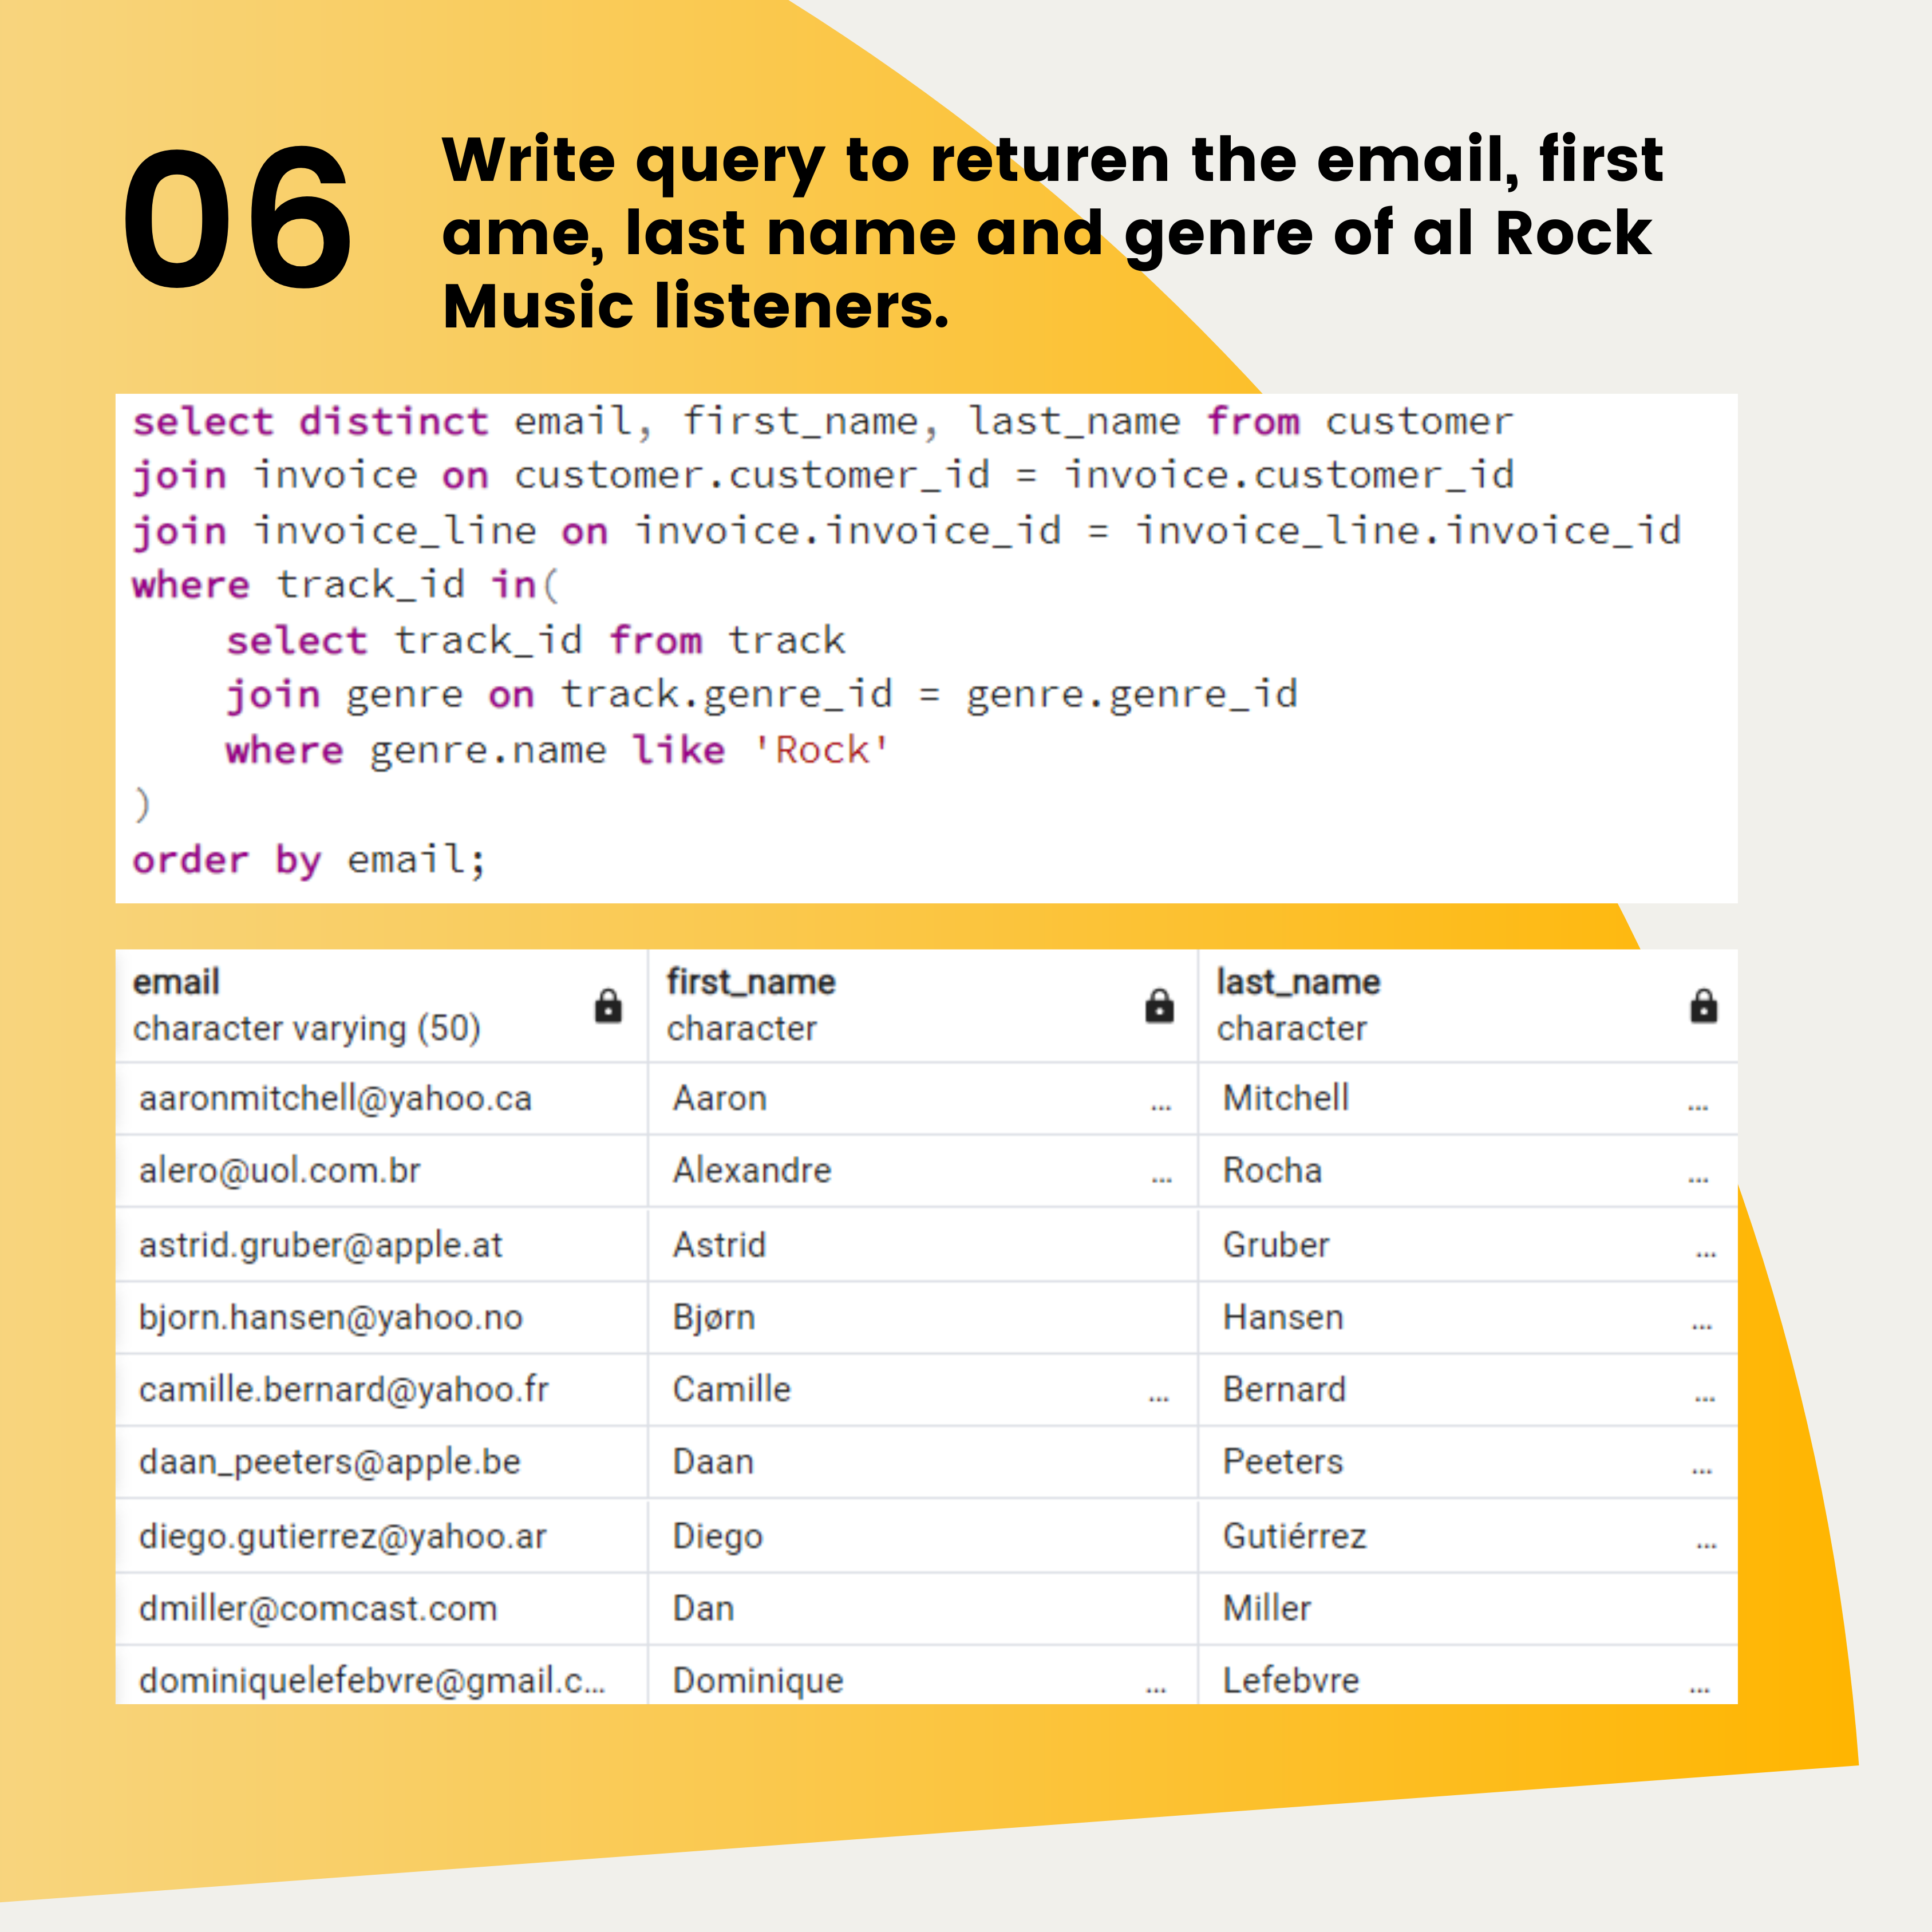 06
Write query to returen the email, first
ame, last name and genre of al Rock
Music listeners.
select distinct email, first_name, last_name from customer
join invoice on customer.customer_id = invoice.customer_id
join invoice_line on invoice.invoice_id = invoice_line.invoice_id
where track_id in(
select track_id from track
join genre on track.genre_id = genre.genre_id
where genre.name like 'Rock'
)
order by email;
email first_name last_name
character varying (50) character character
aaronmitchell@yahoo.ca Aaron ... Mitchell ...
alero@uol.com.br Alexandre ... Rocha ...
astrid.gruber@apple.at Astrid Gruber ...
bjorn.hansen@yahoo.no Bjørn Hansen ...
camille.bernard@yahoo.fr Camille ... Bernard ...
daan_peeters@apple.be Daan Peeters ...
diego.gutierrez@yahoo.ar Diego Gutiérrez ...
dmiller@comcast.com Dan Miller
dominiquelefebvre@gmail.c... Dominique ... Lefebvre ...